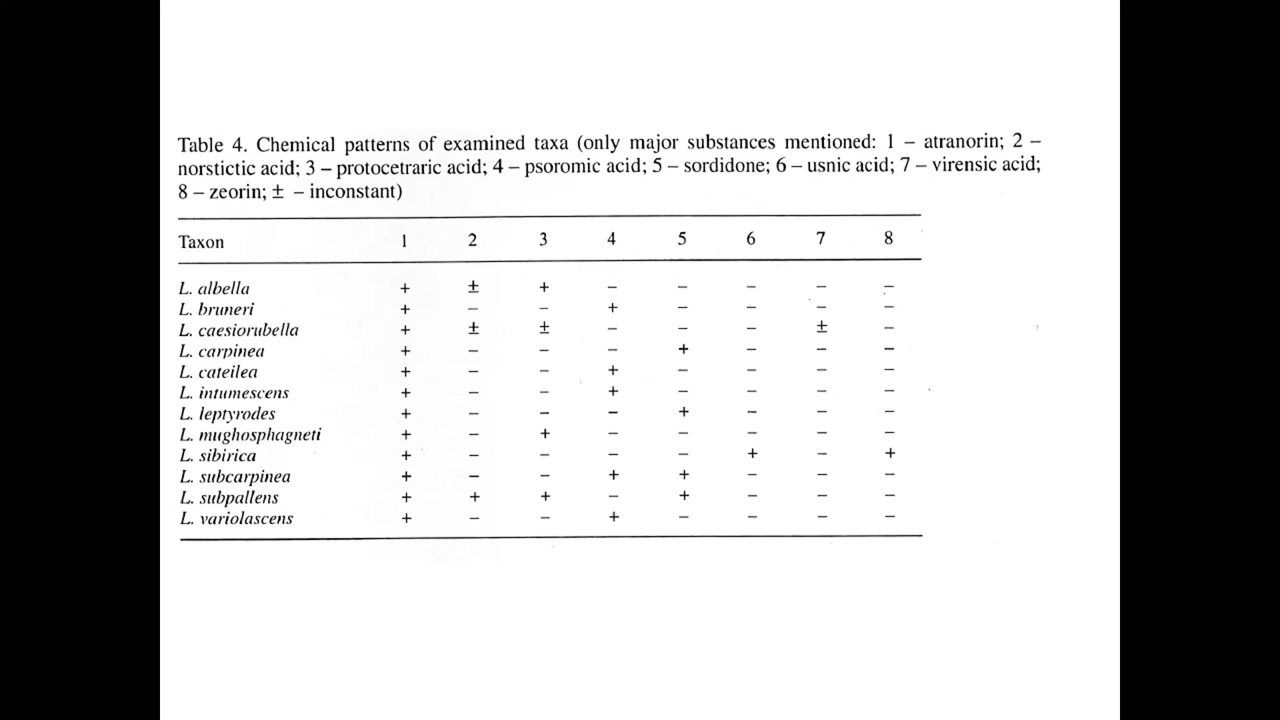 Table 4. Chemical patterns of examined taxa (only major substances mentioned: 1 – atranorin; 2 –
norstictic acid; 3 – protocetraric acid; 4 – psoromic acid; 5 – sordidone; 6 – usnic acid; 7 – virensic acid;
8 – zeorin; ± – inconstant)
Taxon 1 2 3 4 5 6 7 8
L. albella + ± + – – – – –
L. bruneri + – – + – – – –
L. caesiorubella + ± ± – – – ± –
L. carpinea + – – – + – – –
L. cateilea + – – + – – – –
L. intumescens + – – + – – – –
L. leptyrodes + – – – + – – –
L. mughosphagneti + – + – – – – –
L. sibirica + – – – – + – +
L. subcarpinea + – – + + – – –
L. subpallens + + + – + – – –
L. variolascens + – – + – – – –